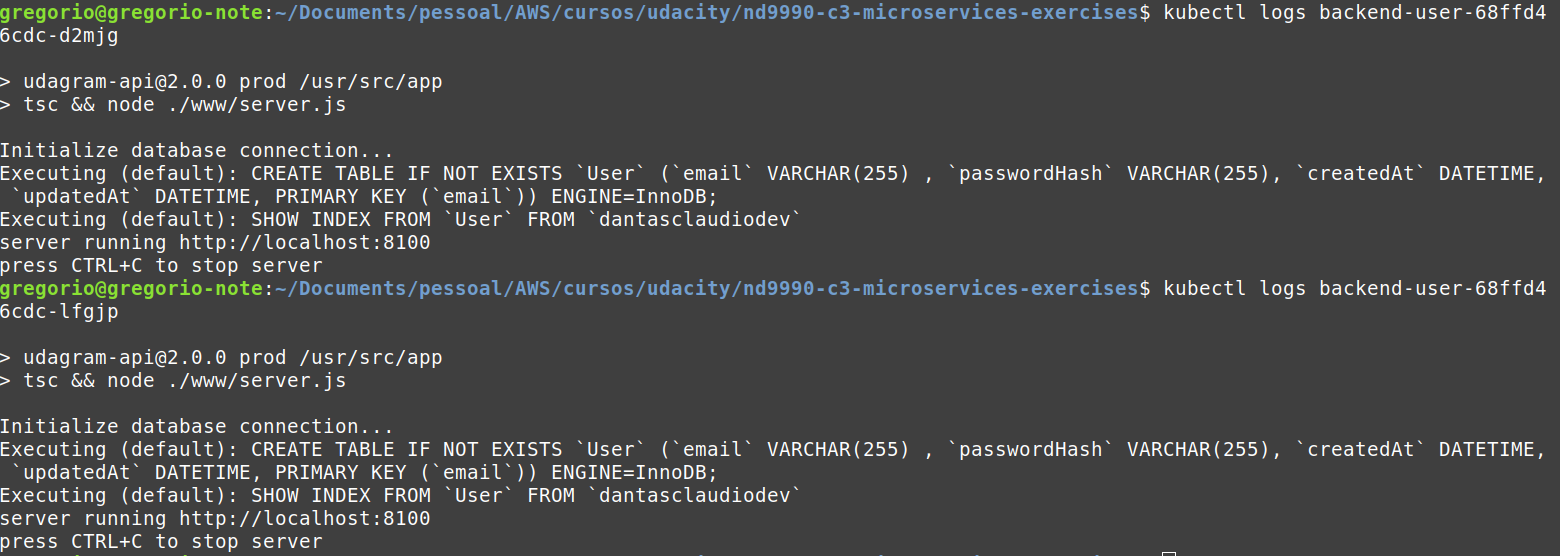 gregorio@gregorio-note:~/Documents/pessoal/AWS/cursos/udacity/nd9990-c3-microservices-exercises$ kubectl logs backend-user-68ffd4
6cdc-d2mjg
> udagram-api@2.0.0 prod /usr/src/app
> tsc && node ./www/server.js
Initialize database connection...
Executing (default): CREATE TABLE IF NOT EXISTS `User` (`email` VARCHAR(255) , `passwordHash` VARCHAR(255), `createdAt` DATETIME,
 `updatedAt` DATETIME, PRIMARY KEY (`email`)) ENGINE=InnoDB;
Executing (default): SHOW INDEX FROM `User` FROM `dantasclaudiodev`
server running http://localhost:8100
press CTRL+C to stop server
gregorio@gregorio-note:~/Documents/pessoal/AWS/cursos/udacity/nd9990-c3-microservices-exercises$ kubectl logs backend-user-68ffd4
6cdc-lfgjp
> udagram-api@2.0.0 prod /usr/src/app
> tsc && node ./www/server.js
Initialize database connection...
Executing (default): CREATE TABLE IF NOT EXISTS `User` (`email` VARCHAR(255) , `passwordHash` VARCHAR(255), `createdAt` DATETIME,
 `updatedAt` DATETIME, PRIMARY KEY (`email`)) ENGINE=InnoDB;
Executing (default): SHOW INDEX FROM `User` FROM `dantasclaudiodev`
server running http://localhost:8100
press CTRL+C to stop server